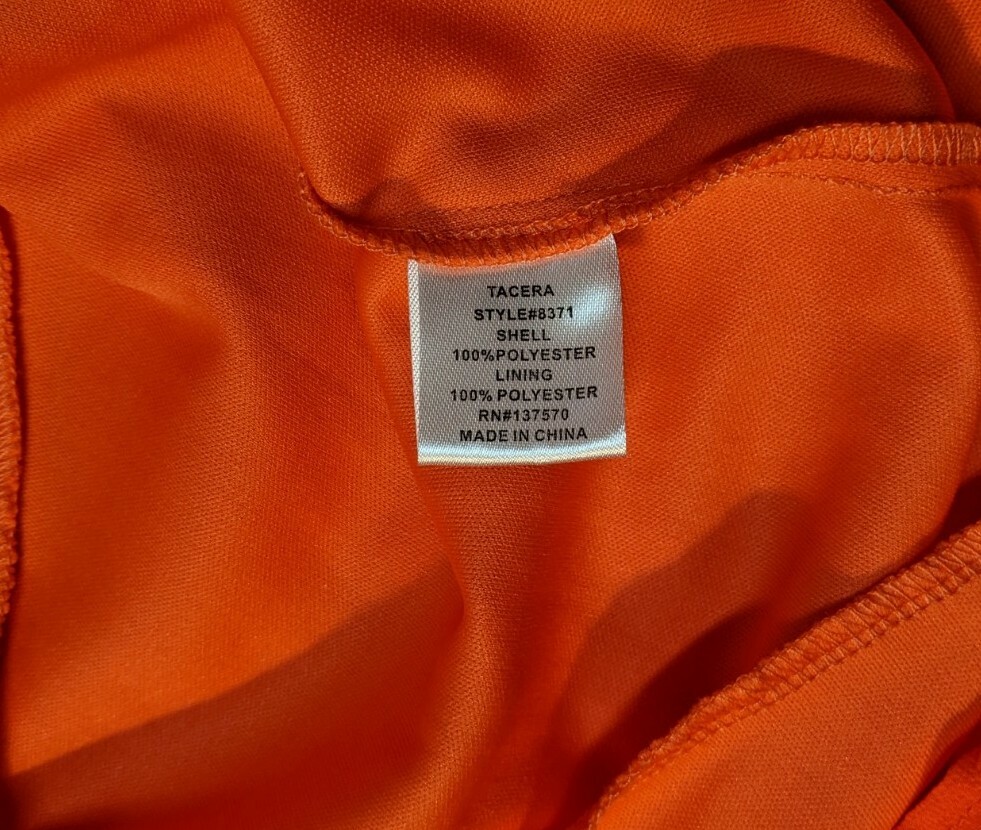 TACERA
STYLE#8371
SHELL
100%POLYESTER
LINING
100% POLYESTER
RN#137570
MADE IN CHINA